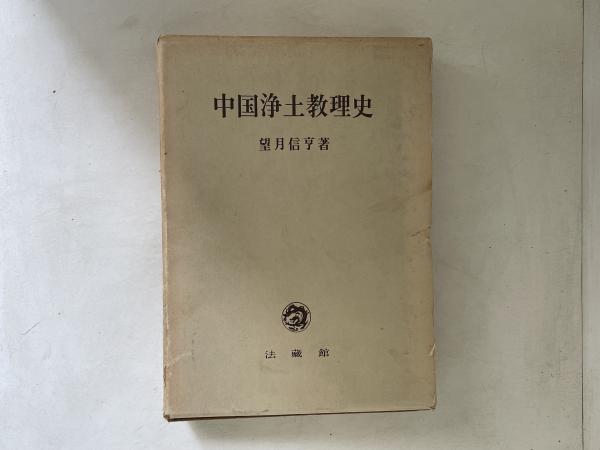 中国浄土教理史
望月信亨著
法藏館